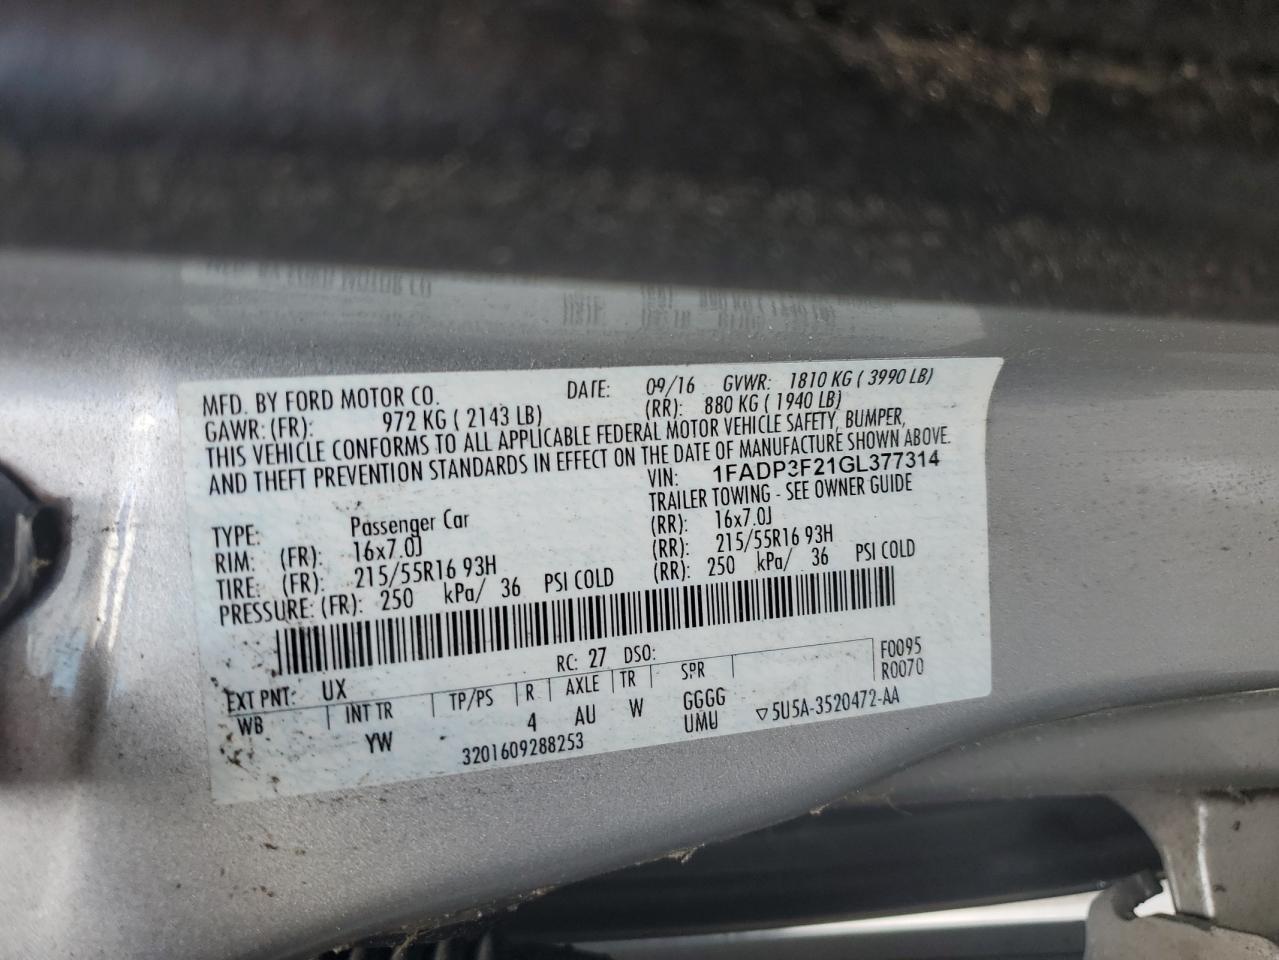 MFD. BY FORD MOTOR CO. DATE: 09/16 GVWR: 1810 KG ( 3990 LB)
GAWR: (FR): 972 KG ( 2143 LB) (RR): 880 KG ( 1940 LB)
THIS VEHICLE CONFORMS TO ALL APPLICABLE FEDERAL MOTOR VEHICLE SAFETY, BUMPER,
AND THEFT PREVENTION STANDARDS IN EFFECT ON THE DATE OF MANUFACTURE SHOWN ABOVE.
VIN: 1FADP3F21GL377314
TRAILER TOWING - SEE OWNER GUIDE
TYPE: Passenger Car
RIM: (FR): 16x7.0J (RR): 16x7.0J
TIRE: (FR): 215/55R16 93H (RR): 215/55R16 93H
PRESSURE: (FR): 250 kPa/ 36 PSI COLD (RR): 250 kPa/ 36 PSI COLD
RC: 27 DSO:
F0095
R0070
EXT PNT: UX
WB INT TR TP/PS R AXLE TR SPR
YW 4 AU W GGGG
UMU
3201609288253
▽5U5A-3520472-AA